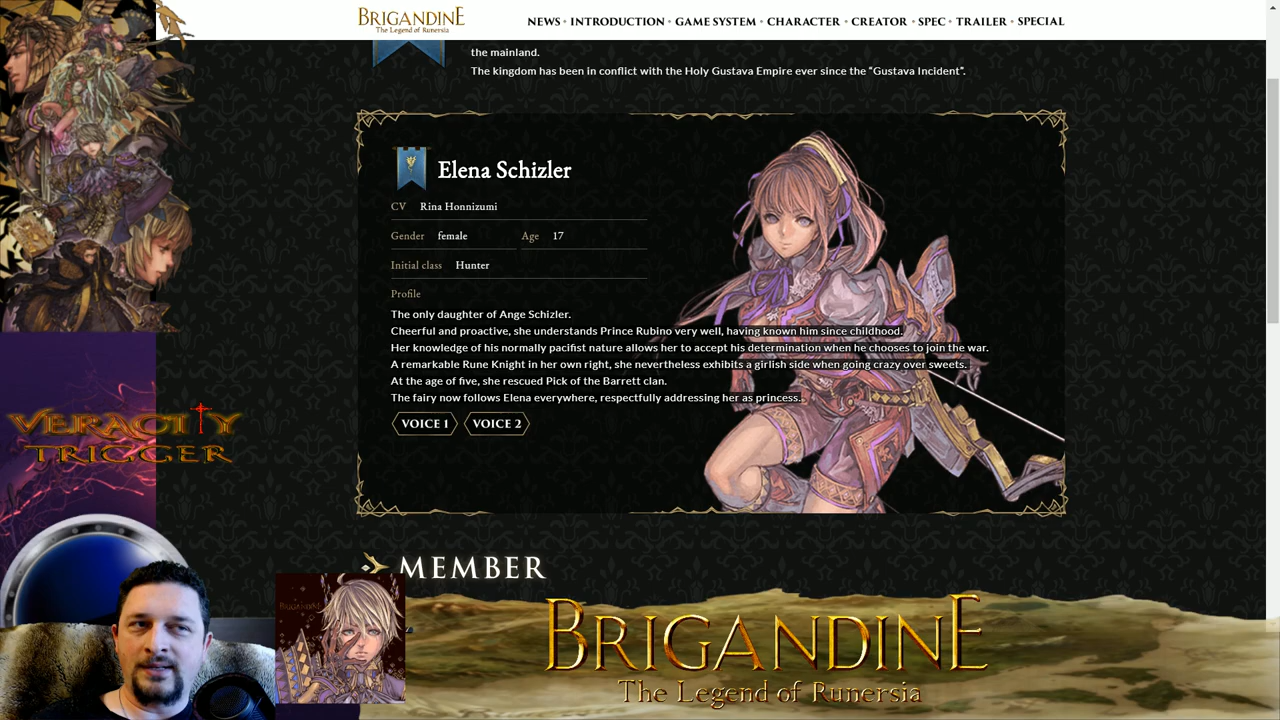 BRIGANDINE
The Legend of Runersia
NEWS • INTRODUCTION • GAME SYSTEM • CHARACTER • CREATOR • SPEC • TRAILER • SPECIAL
the mainland.
The kingdom has been in conflict with the Holy Gustava Empire ever since the “Gustava Incident”.
Elena Schizler
CV Rina Honnizumi
Gender female Age 17
Initial class Hunter
Profile
The only daughter of Ange Schizler.
Cheerful and proactive, she understands Prince Rubino very well, having known him since childhood.
Her knowledge of his normally pacifist nature allows her to accept his determination when he chooses to join the war.
A remarkable Rune Knight in her own right, she nevertheless exhibits a girlish side when going crazy over sweets.
At the age of five, she rescued Pick of the Barrett clan.
The fairy now follows Elena everywhere, respectfully addressing her as princess.
VOICE 1 VOICE 2
VERACITY
TRIGGER
MEMBER
BRIGANDINE
BRIGANDINE
The Legend of Runersia